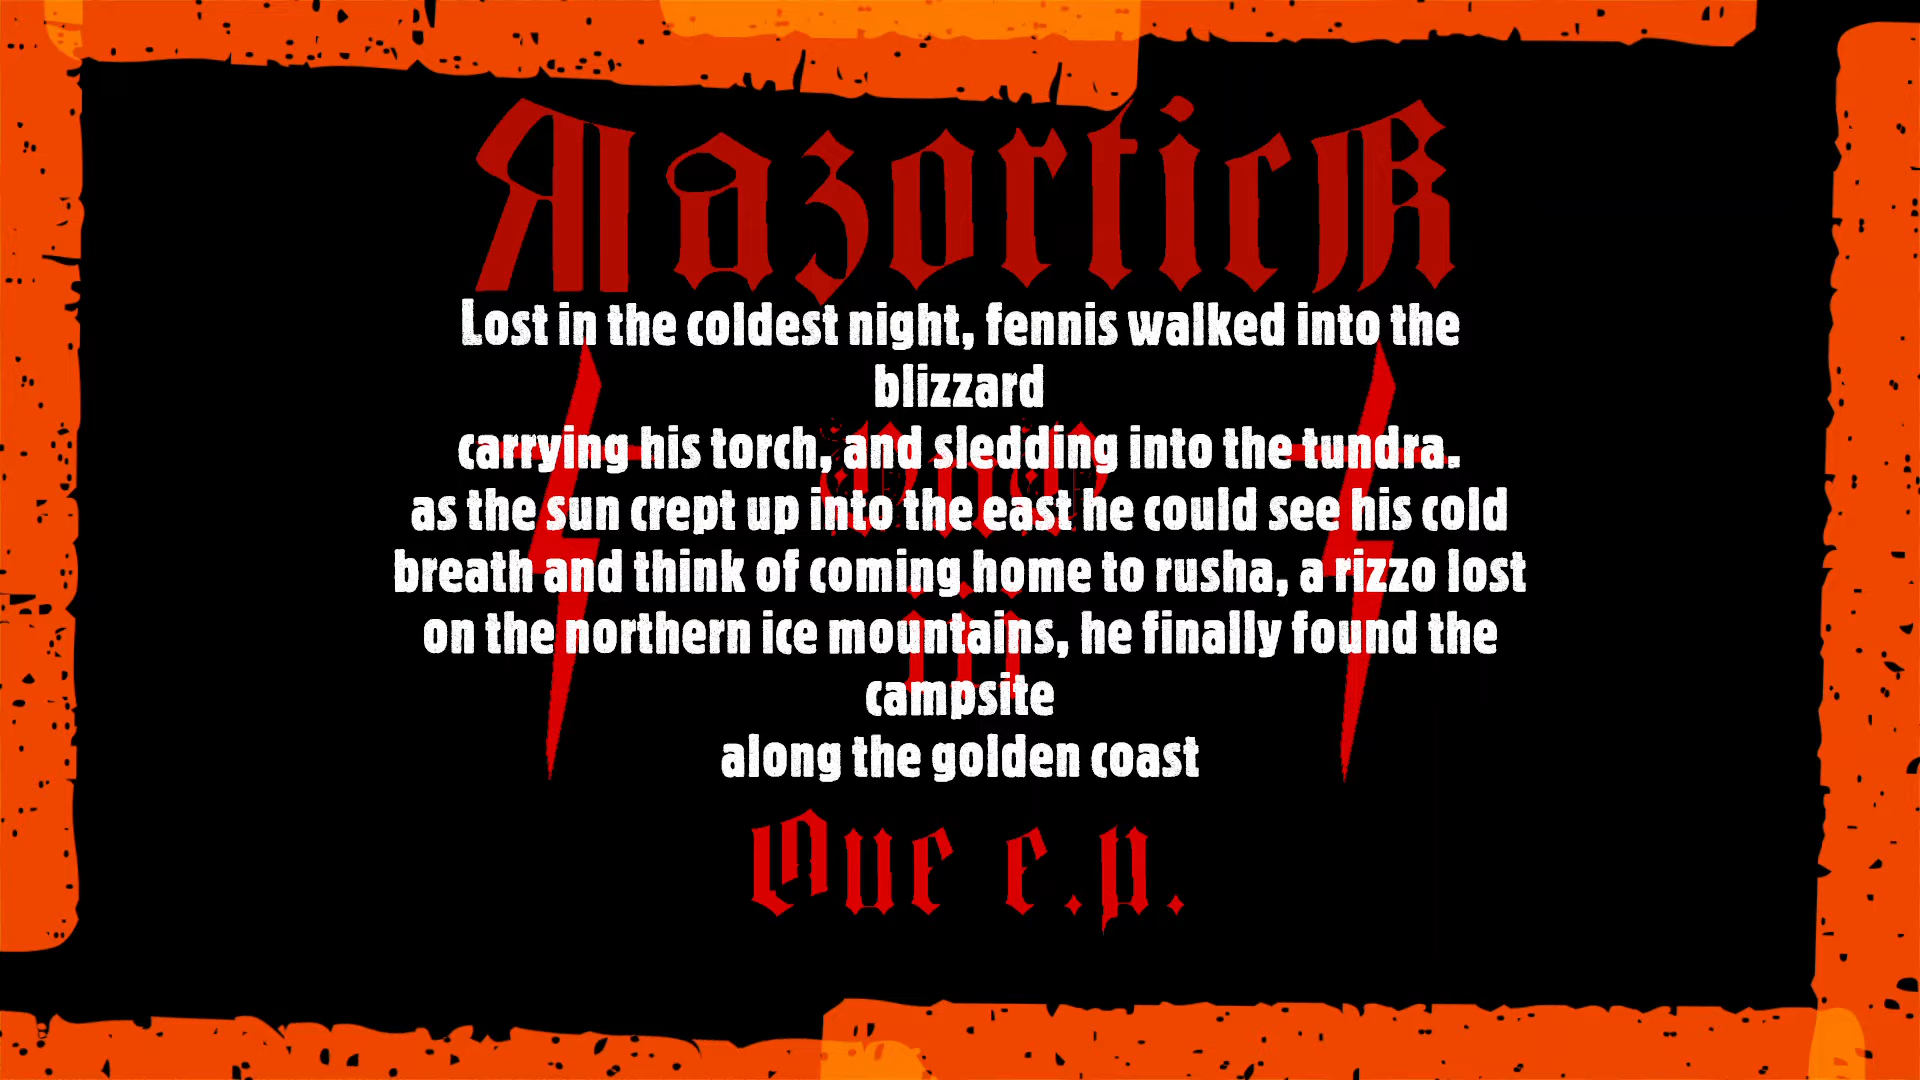 Razortick
Lost in the coldest night, fennis walked into the
blizzard
carrying his torch, and sledding into the tundra.
as the sun crept up into the east he could see his cold
breath and think of coming home to rusha, a rizzo lost
on the northern ice mountains, he finally found the
iii
campsite
along the golden coast
One e.p.